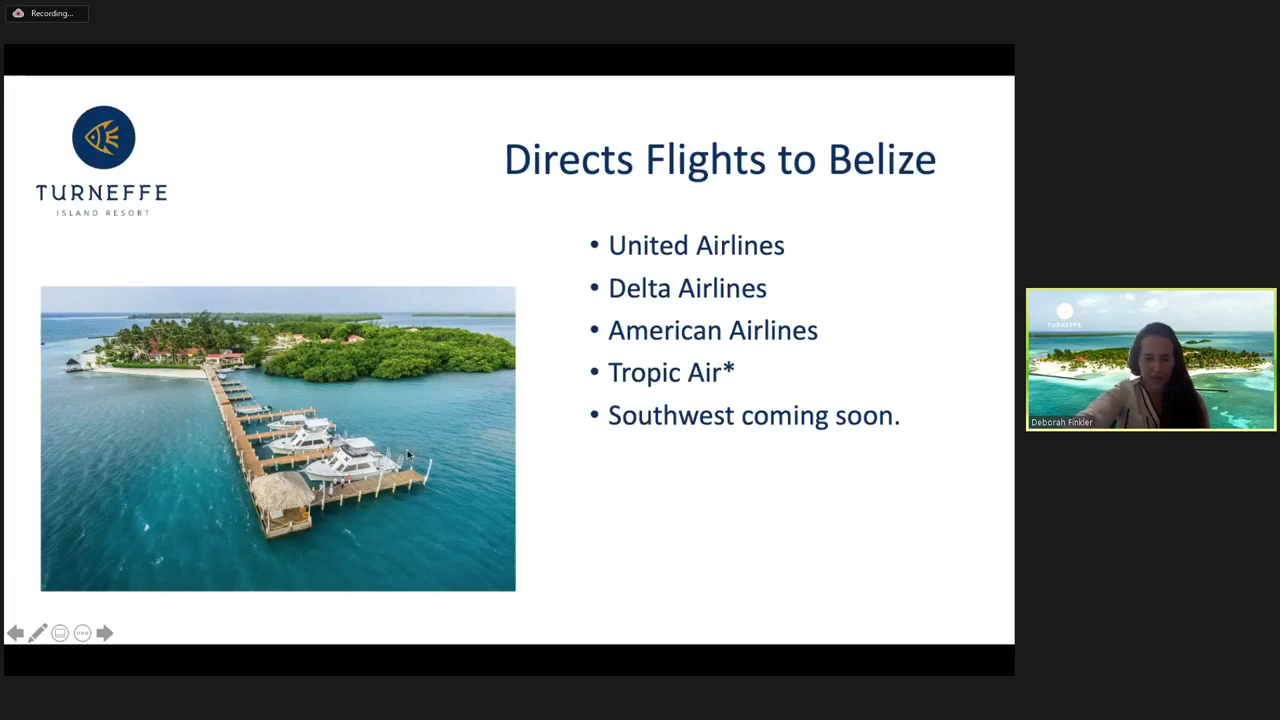 Recording...
TURNEFFE
ISLAND RESORT
Directs Flights to Belize
• United Airlines
• Delta Airlines
• American Airlines
• Tropic Air*
• Southwest coming soon.
TURNEFFE
Deborah Finkler